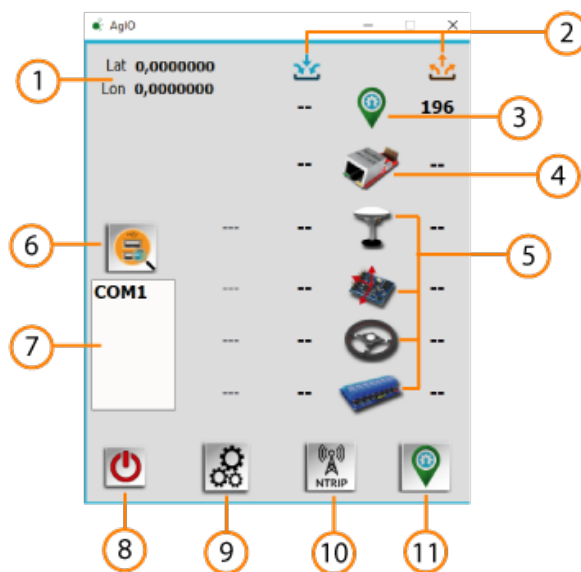 AgIO
Lat 0,0000000
Lon 0,0000000
1
2
-- 196
3
-- --
4
--- -- --
5
6
COM1
--- -- --
7
--- -- --
--- -- --
NTRIP
8
9
10
11